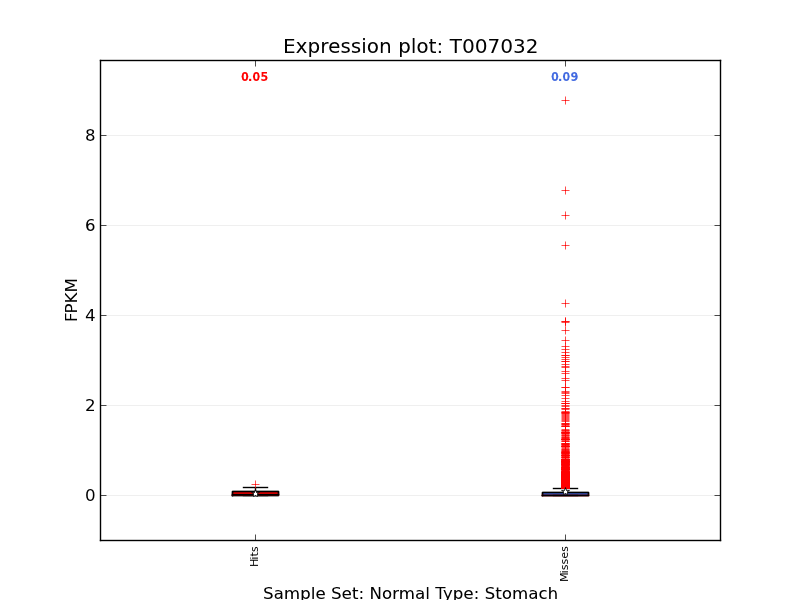 Expression plot: T007032
0.05
0.09
FPKM
8
6
4
2
0
Hits
Misses
Sample Set: Normal Type: Stomach